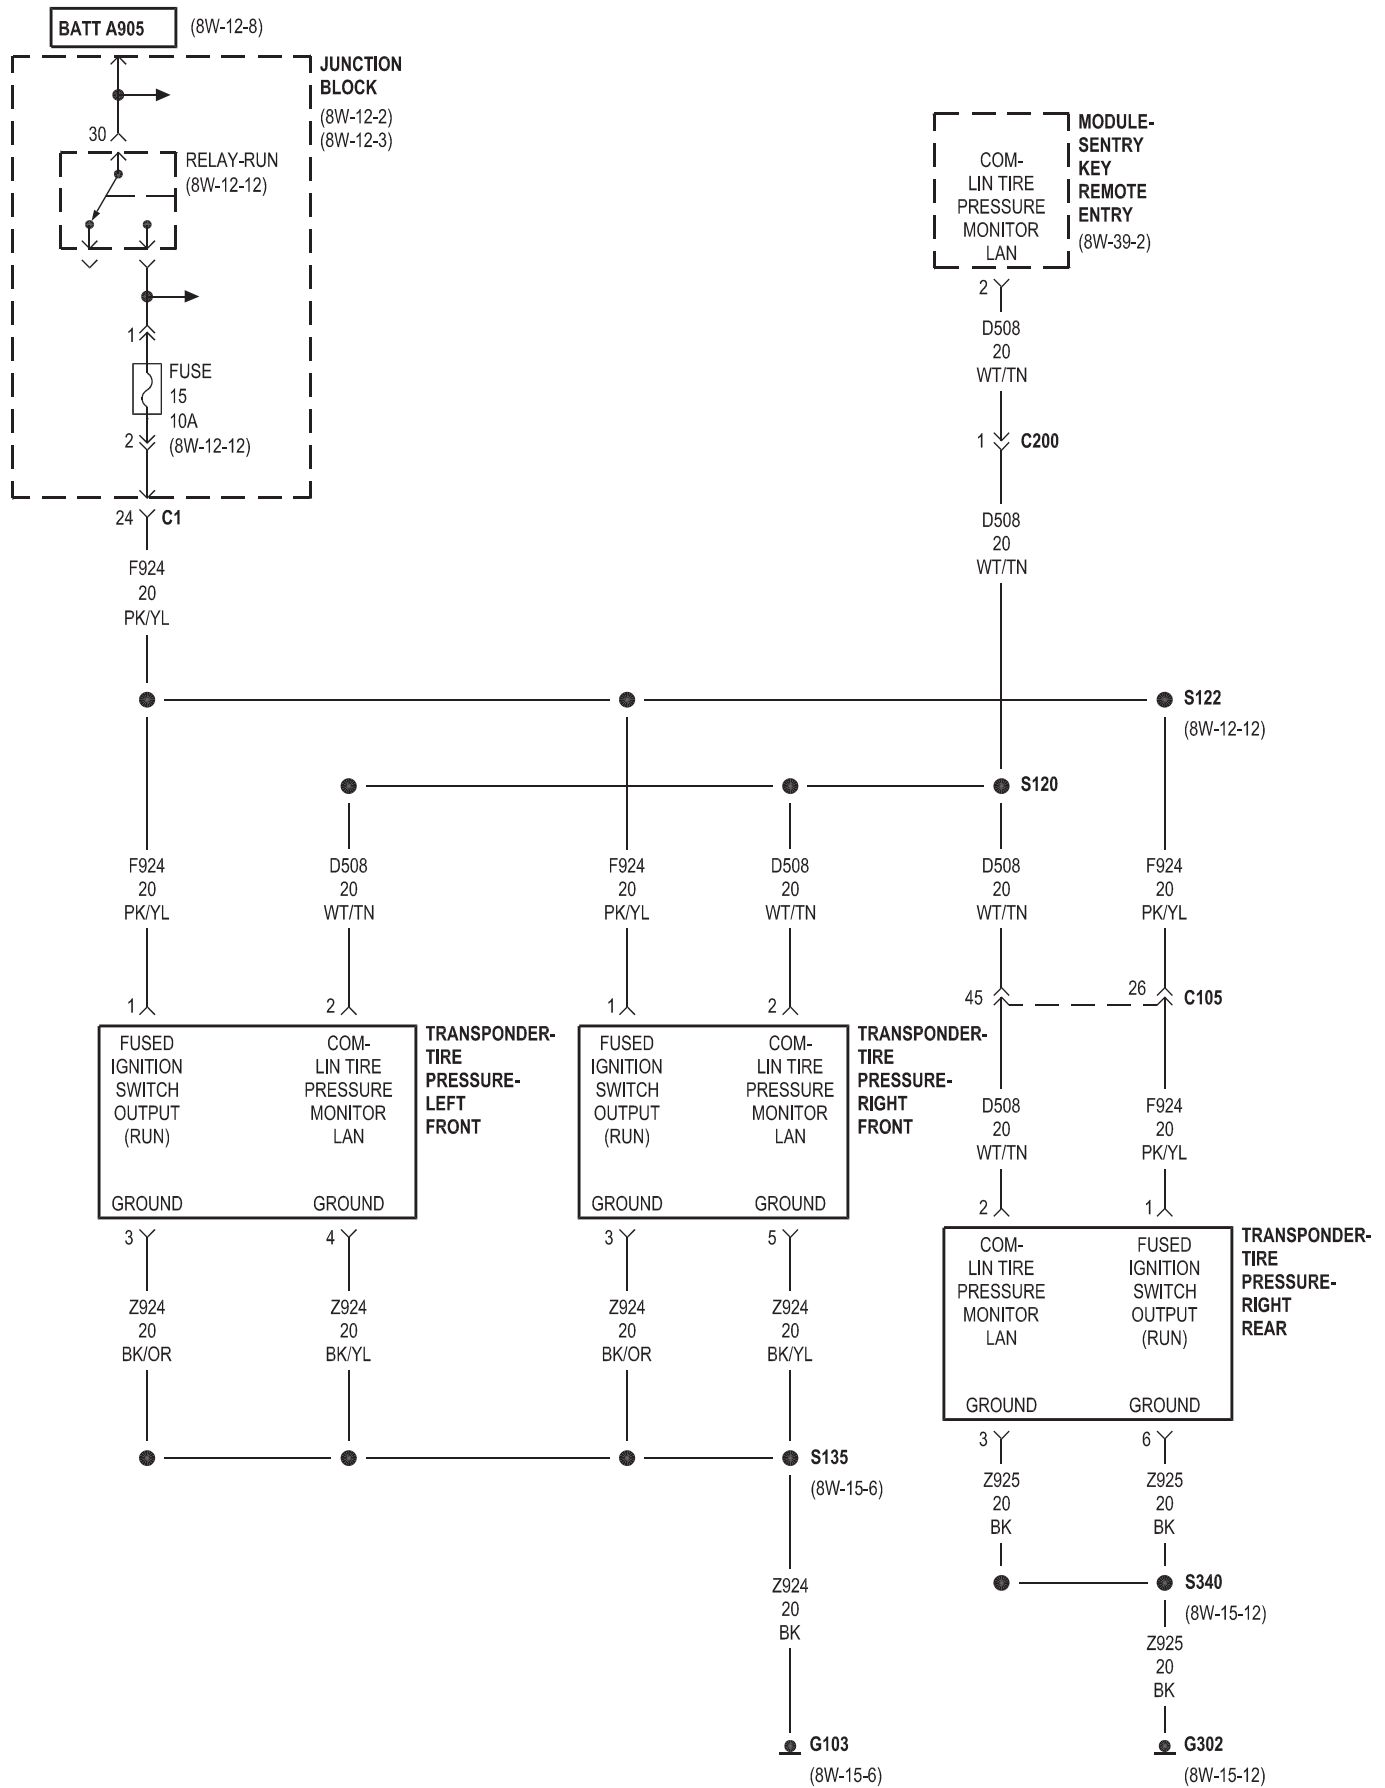 BATT A905
(8W-12-8)
JUNCTION
BLOCK
(8W-12-2)
(8W-12-3)
30
RELAY-RUN
(8W-12-12)
1
FUSE
15
10A
(8W-12-12)
2
24
C1
F924
20
PK/YL
COM-
LIN TIRE
PRESSURE
MONITOR
LAN
MODULE-
SENTRY
KEY
REMOTE
ENTRY
(8W-39-2)
2
D508
20
WT/TN
1
C200
D508
20
WT/TN
S122
(8W-12-12)
S120
F924
20
PK/YL
D508
20
WT/TN
F924
20
PK/YL
D508
20
WT/TN
D508
20
WT/TN
F924
20
PK/YL
45
26
C105
1
2
FUSED
IGNITION
SWITCH
OUTPUT
(RUN)
COM-
LIN TIRE
PRESSURE
MONITOR
LAN
GROUND
GROUND
TRANSPONDER-
TIRE
PRESSURE-
LEFT
FRONT
1
2
FUSED
IGNITION
SWITCH
OUTPUT
(RUN)
COM-
LIN TIRE
PRESSURE
MONITOR
LAN
GROUND
GROUND
TRANSPONDER-
TIRE
PRESSURE-
RIGHT
FRONT
D508
20
WT/TN
F924
20
PK/YL
2
1
COM-
LIN TIRE
PRESSURE
MONITOR
LAN
FUSED
IGNITION
SWITCH
OUTPUT
(RUN)
GROUND
GROUND
TRANSPONDER-
TIRE
PRESSURE-
RIGHT
REAR
3
4
3
5
Z924
20
BK/OR
Z924
20
BK/YL
Z924
20
BK/OR
Z924
20
BK/YL
S135
(8W-15-6)
3
6
Z925
20
BK
Z925
20
BK
S340
(8W-15-12)
Z924
20
BK
Z925
20
BK
G103
(8W-15-6)
G302
(8W-15-12)